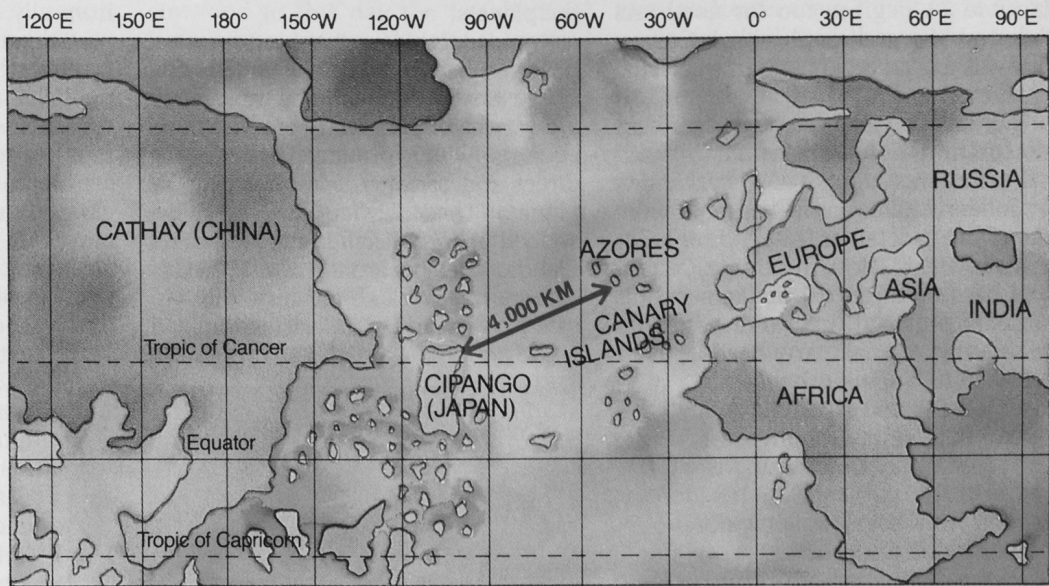 120°E 150°E 180° 150°W 120°W 90°W 60°W 30°W 0° 30°E 60°E 90°E
RUSSIA
CATHAY (CHINA)
AZORES
EUROPE
ASIA
4,000 KM
CANARY
ISLANDS
INDIA
Tropic of Cancer
CIPANGO
(JAPAN)
AFRICA
Equator
Tropic of Capricorn